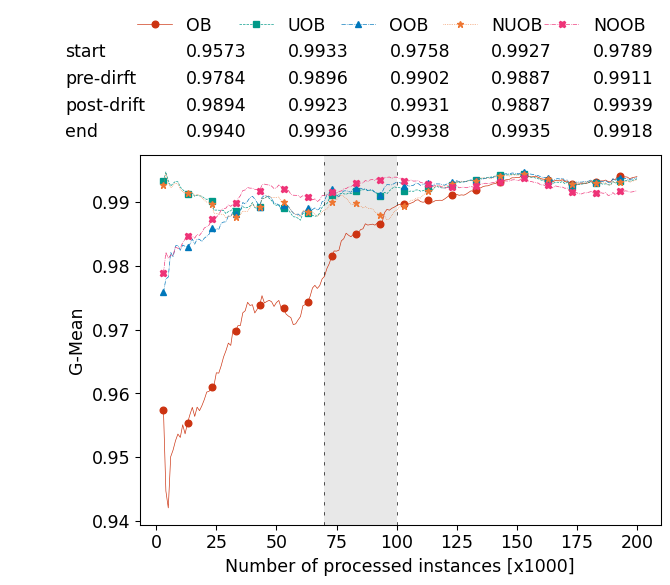 OB UOB OOB NUOB NOOB
start 0.9573 0.9933 0.9758 0.9927 0.9789
pre-dirft 0.9784 0.9896 0.9902 0.9887 0.9911
post-drift 0.9894 0.9923 0.9931 0.9887 0.9939
end 0.9940 0.9936 0.9938 0.9935 0.9918
G-Mean
0.99
0.98
0.97
0.96
0.95
0.94
0 25 50 75 100 125 150 175 200
Number of processed instances [x1000]